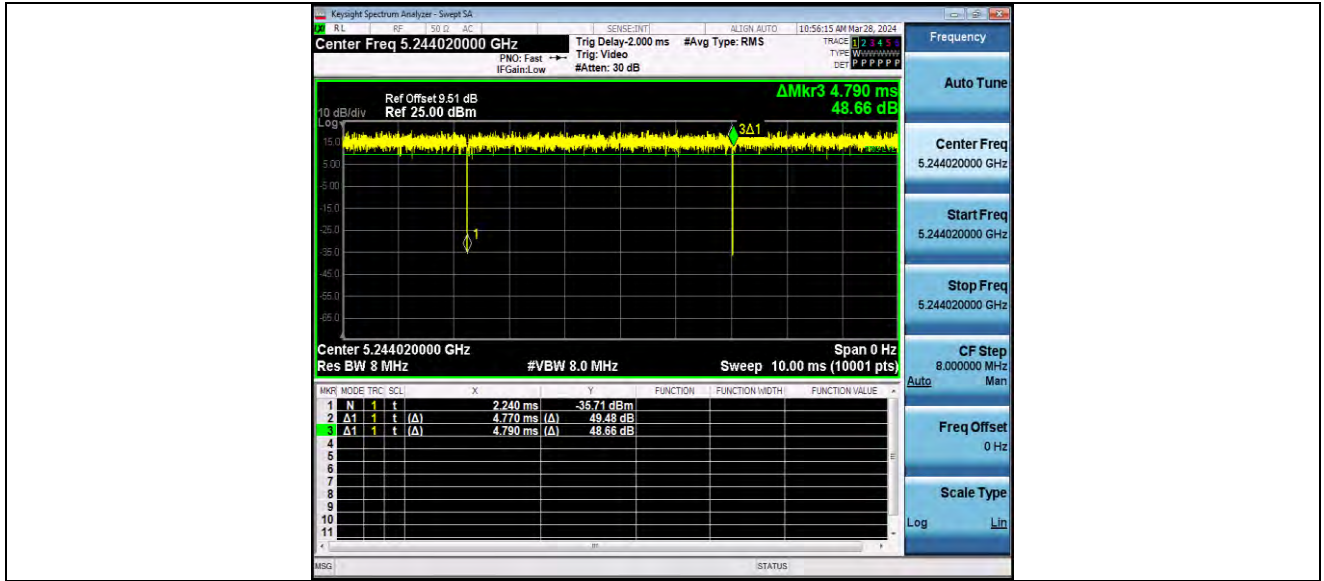 Keysight Spectrum Analyzer - Swept SA
RL RF 50 Ω AC SENSE:INT ALIGN AUTO 10:56:15 AM Mar 28, 2024
Center Freq 5.244020000 GHz
PNO: Fast
IFGain:Low
Trig Delay-2.000 ms
Trig: Video
#Atten: 30 dB
#Avg Type: RMS
TRACE 1 2 3 4 5 6
TYPE W
DET P P P P P P
ΔMkr3 4.790 ms
48.66 dB
Ref Offset 9.51 dB
10 dB/div Ref 25.00 dBm
Log
15.0
5.00
-5.00
-15.0
-25.0
-35.0
-45.0
-55.0
-65.0
3Δ1
1
Center 5.244020000 GHz Span 0 Hz
Res BW 8 MHz #VBW 8.0 MHz Sweep 10.00 ms (10001 pts)
MKR MODE TRC SCL X Y FUNCTION FUNCTION WIDTH FUNCTION VALUE
1 N 1 t 2.240 ms -35.71 dBm
2 Δ1 1 t (Δ) 4.770 ms (Δ) 49.48 dB
3 Δ1 1 t (Δ) 4.790 ms (Δ) 48.66 dB
4
5
6
7
8
9
10
11
MSG STATUS
Frequency
Auto Tune
Center Freq
5.244020000 GHz
Start Freq
5.244020000 GHz
Stop Freq
5.244020000 GHz
CF Step
8.000000 MHz
Auto Man
Freq Offset
0 Hz
Scale Type
Log Lin